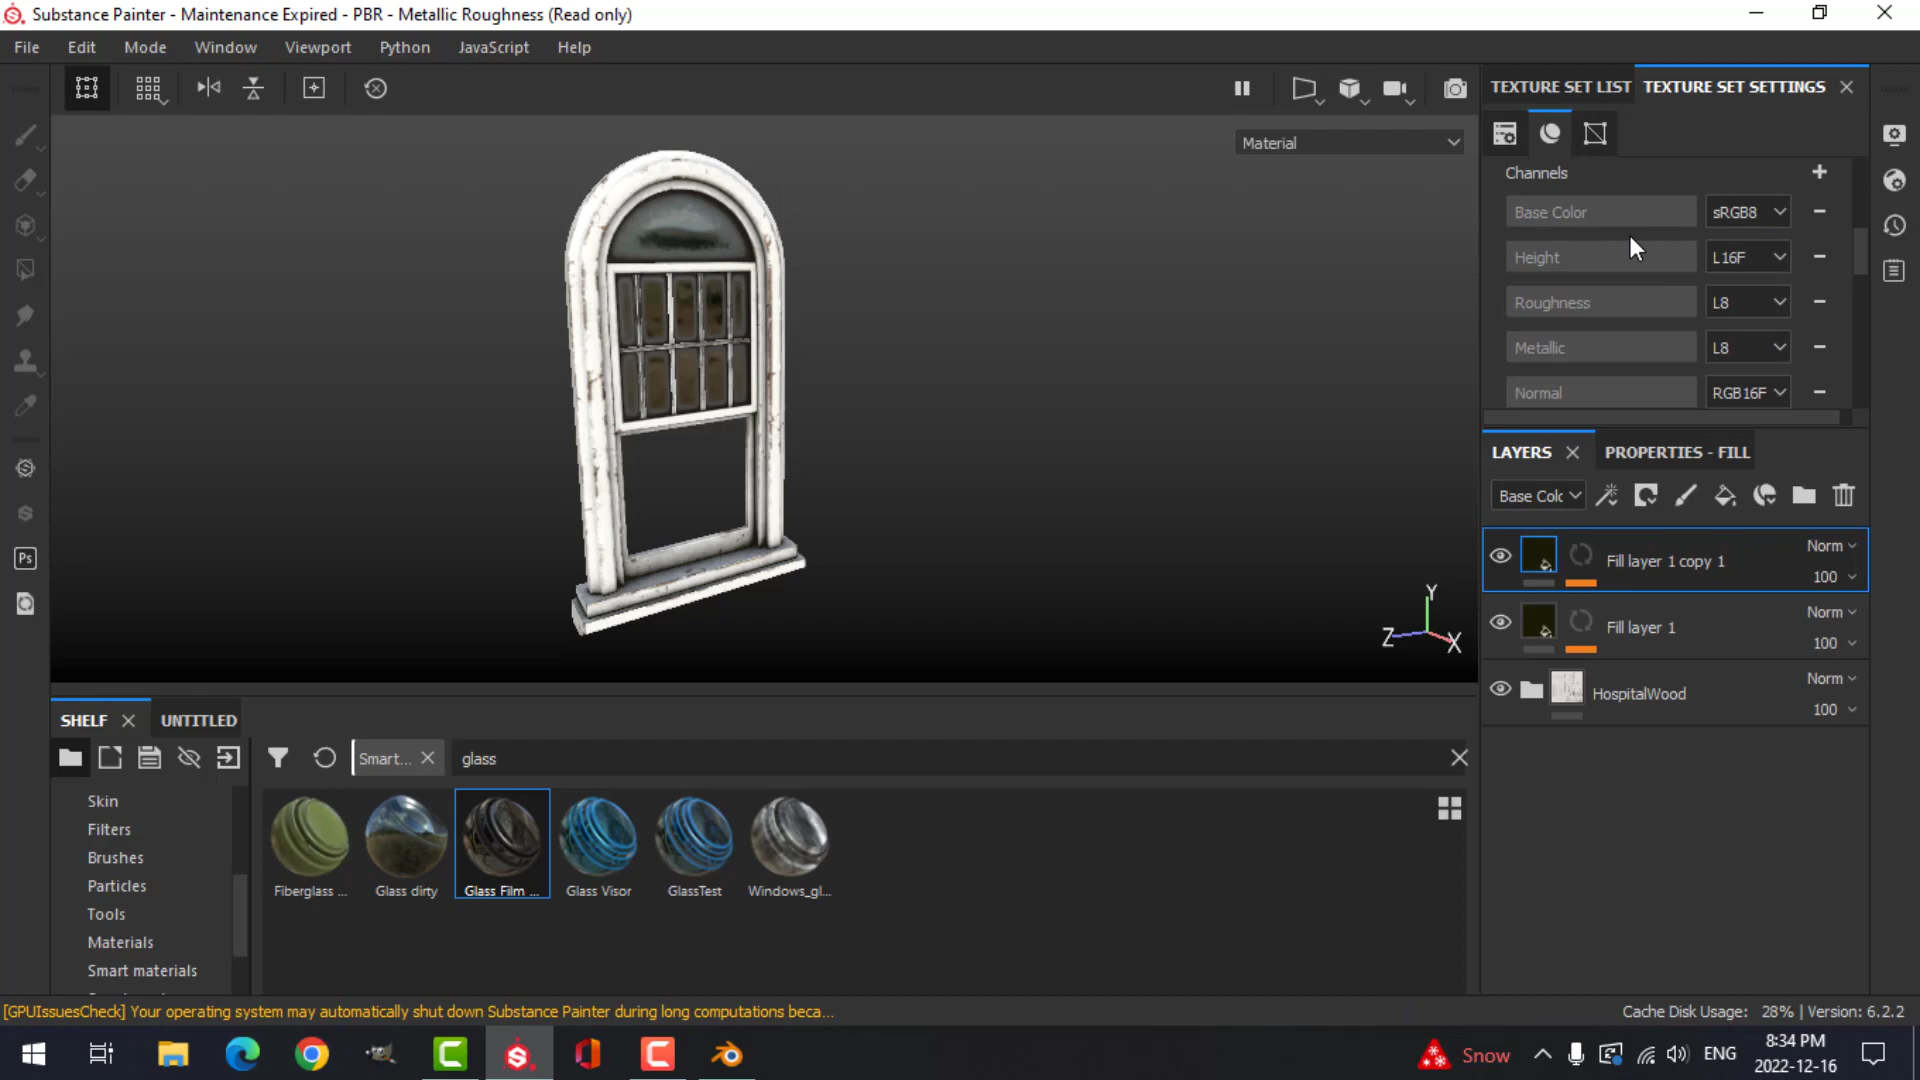 Substance Painter - Maintenance Expired - PBR - Metallic Roughness (Read only)
File Edit Mode Window Viewport Python JavaScript Help
TEXTURE SET LIST TEXTURE SET SETTINGS
Material
Channels
Base Color sRGB8
Height L16F
Roughness L8
Metallic L8
Normal RGB16F
LAYERS PROPERTIES - FILL
Base Colc
Fill layer 1 copy 1 Norm 100
Fill layer 1 Norm 100
HospitalWood Norm 100
Y
Z X
SHELF UNTITLED
Smart... glass
Skin
Filters
Brushes
Particles
Tools
Materials
Smart materials
Fiberglass ... Glass dirty Glass Film ... Glass Visor GlassTest Windows_gl...
[GPUIssuesCheck] Your operating system may automatically shut down Substance Painter during long computations beca...
Cache Disk Usage: 28% | Version: 6.2.2
Ps
Snow
ENG
8:34 PM
2022-12-16